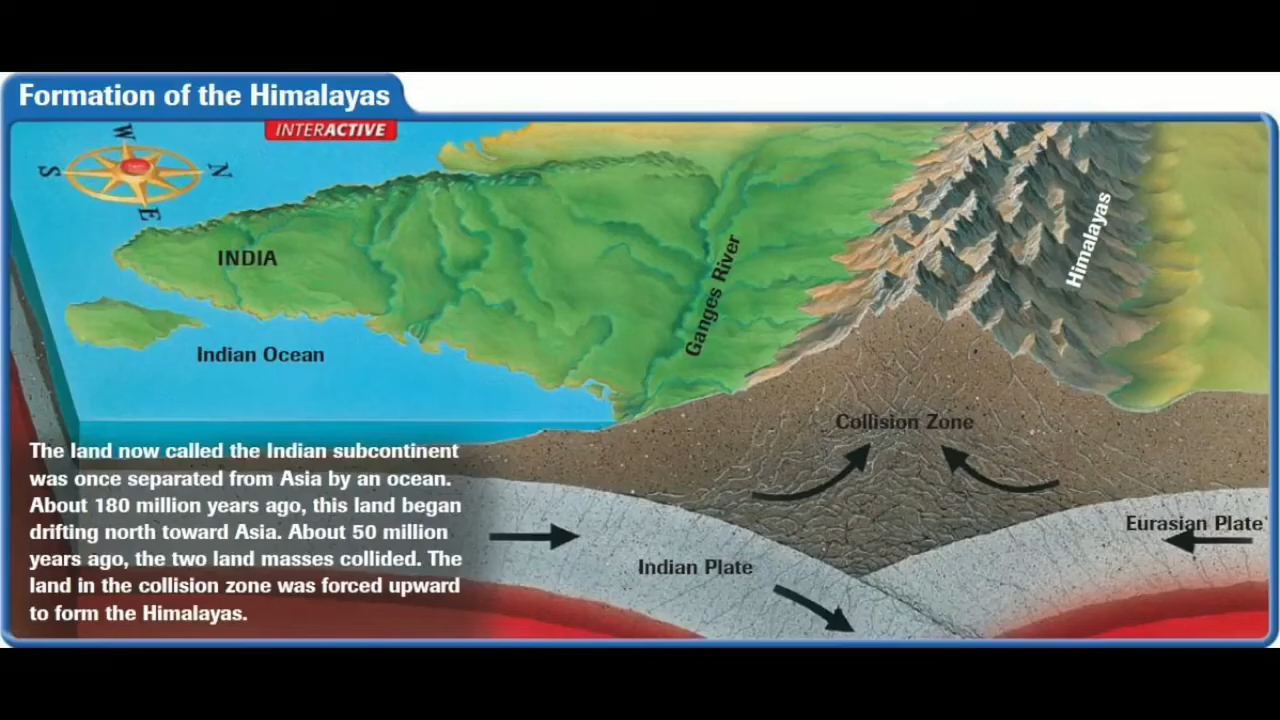 Formation of the Himalayas
INTERACTIVE
W
S
N
E
INDIA
Indian Ocean
Ganges River
Himalayas
Collision Zone
Eurasian Plate
Indian Plate
The land now called the Indian subcontinent
was once separated from Asia by an ocean.
About 180 million years ago, this land began
drifting north toward Asia. About 50 million
years ago, the two land masses collided. The
land in the collision zone was forced upward
to form the Himalayas.